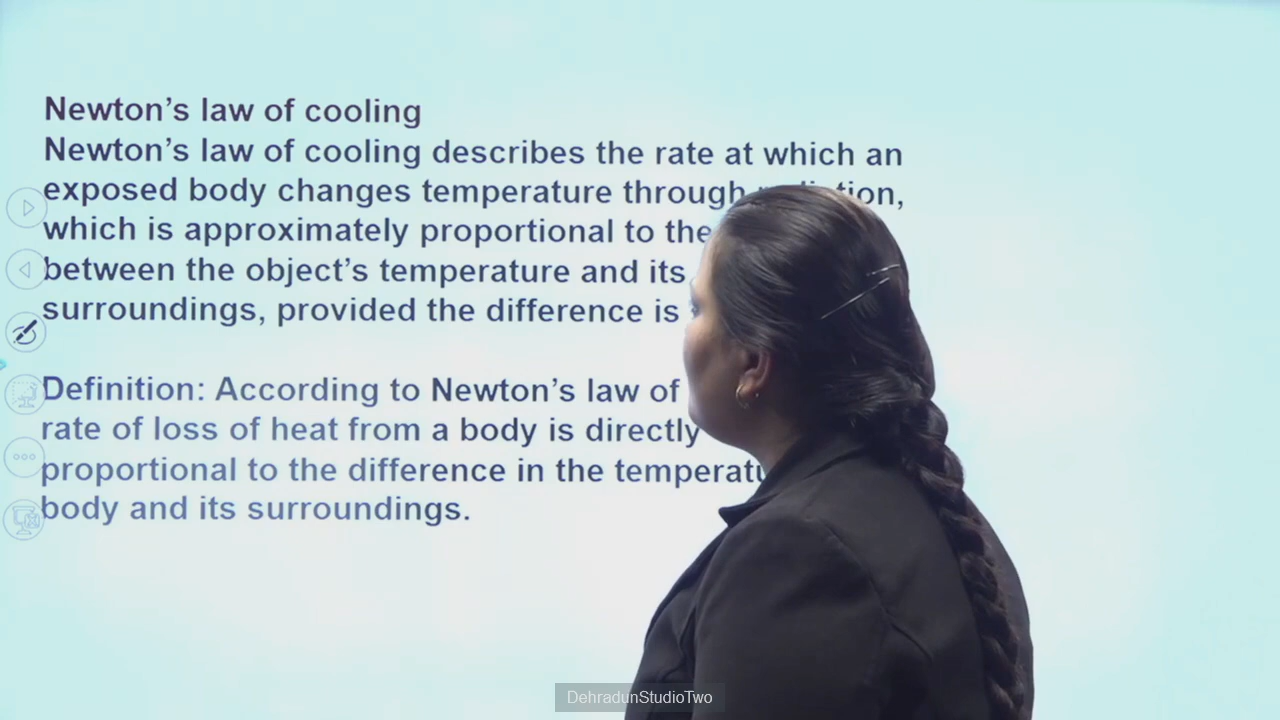 Newton’s law of cooling
Newton’s law of cooling describes the rate at which an
exposed body changes temperature through
which is approximately proportional to the
between the object’s temperature and its
surroundings, provided the difference is
Definition: According to Newton’s law of
rate of loss of heat from a body is directly
proportional to the difference in the
body and its surroundings.
DehradunStudioTwo